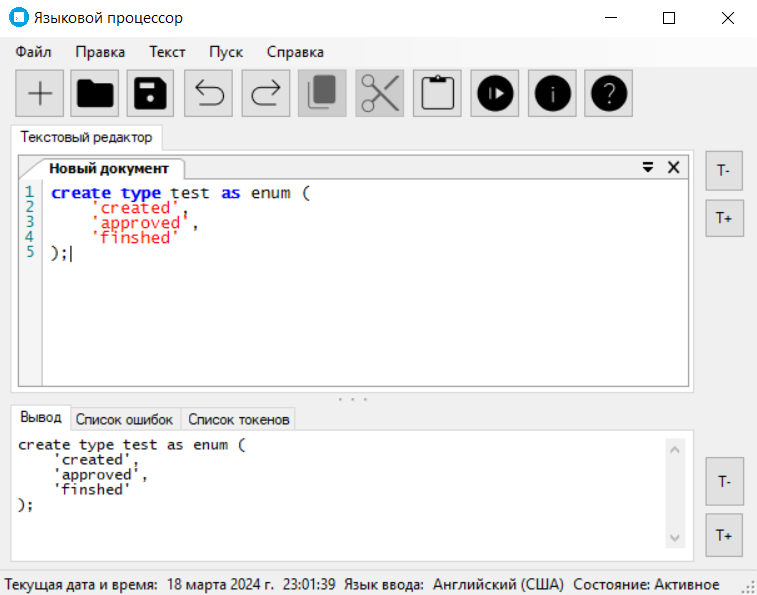 Языковой процессор
Файл Правка Текст Пуск Справка
Текстовый редактор
Новый документ
T-
T+
1 create type test as enum (
2     'created',
3     'approved',
4     'finshed'
5 );
Вывод Список ошибок Список токенов
create type test as enum (
    'created',
    'approved',
    'finshed'
);
T-
T+
Текущая дата и время: 18 марта 2024 г. 23:01:39 Язык ввода: Английский (США) Состояние: Активное